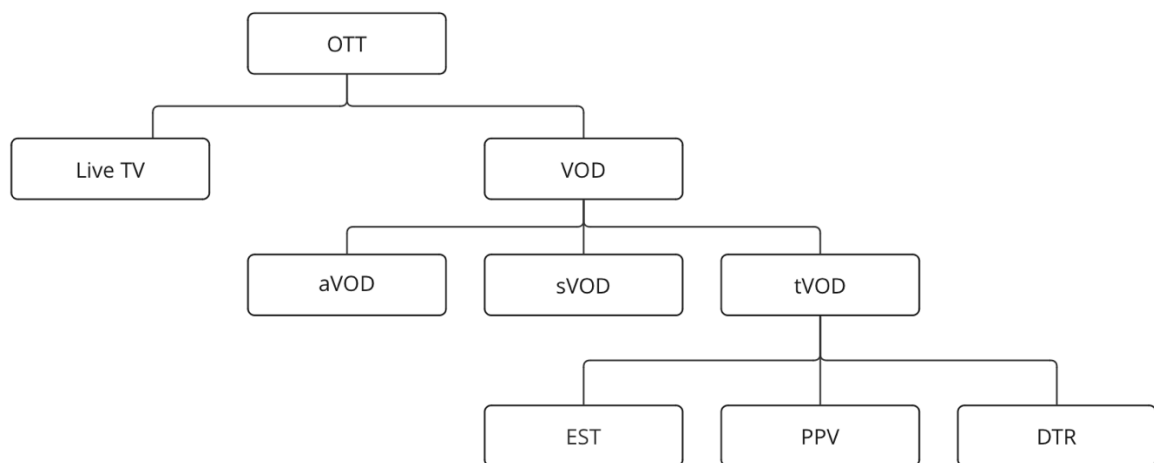 OTT
Live TV
VOD
aVOD
sVOD
tVOD
EST
PPV
DTR